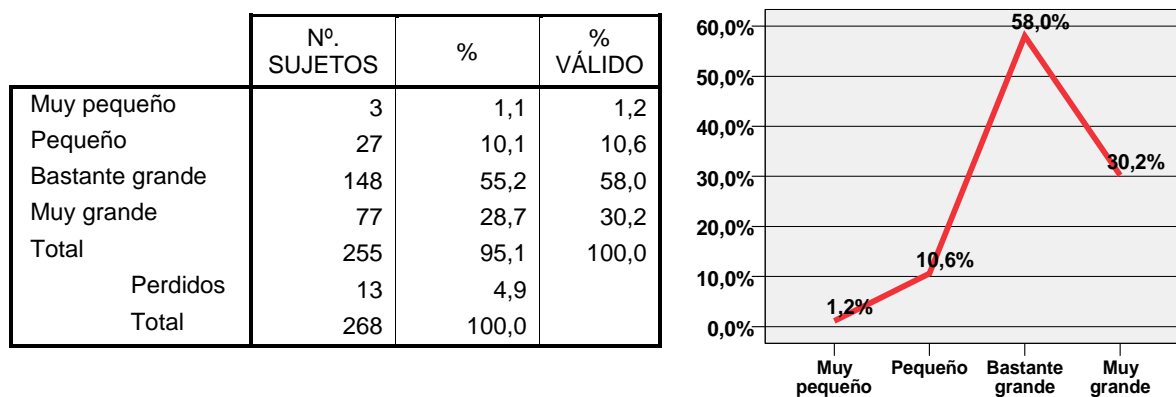 Nº. SUJETOS % % VÁLIDO
Muy pequeño 3 1,1 1,2
Pequeño 27 10,1 10,6
Bastante grande 148 55,2 58,0
Muy grande 77 28,7 30,2
Total 255 95,1 100,0
Perdidos 13 4,9
Total 268 100,0
60,0%
50,0%
40,0%
30,0%
20,0%
10,0%
0,0%
1,2%
10,6%
58,0%
30,2%
Muy pequeño
Pequeño
Bastante grande
Muy grande